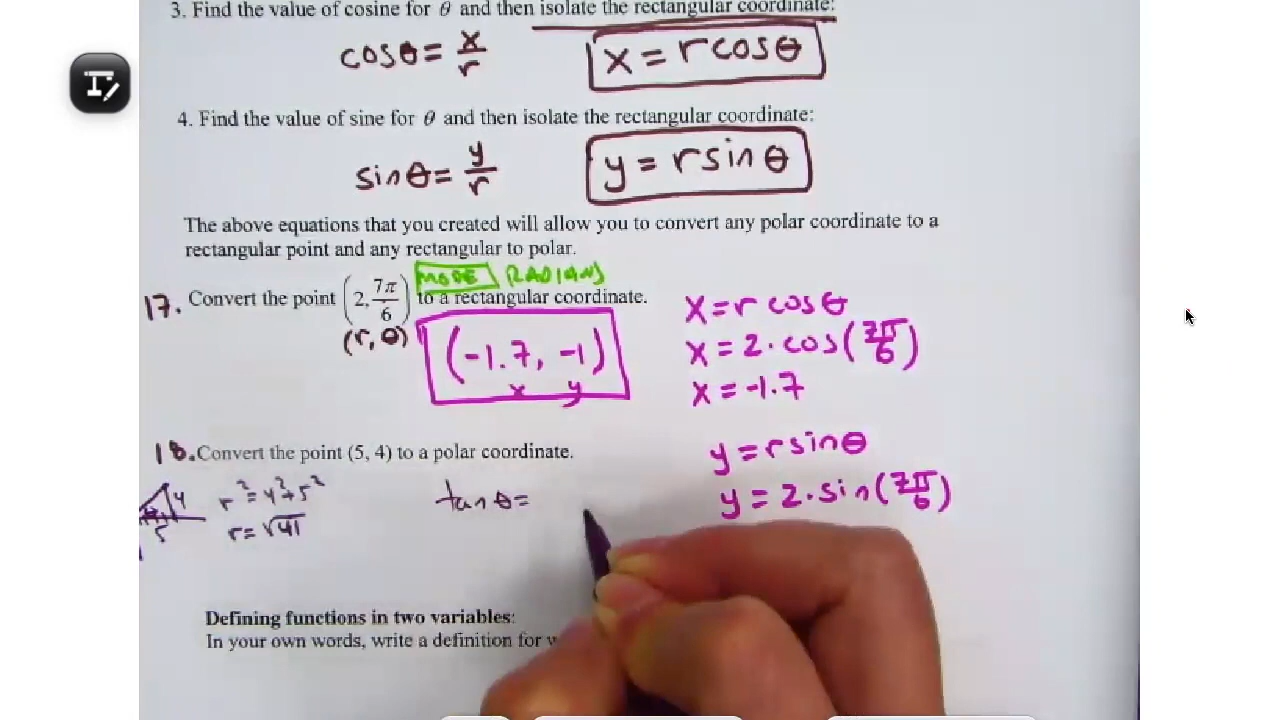 3. Find the value of cosine for θ and then isolate the rectangular coordinate:
cosθ = x/r
x = r cosθ
4. Find the value of sine for θ and then isolate the rectangular coordinate:
sinθ = y/r
y = r sinθ
The above equations that you created will allow you to convert any polar coordinate to a
rectangular point and any rectangular to polar.
MODE RADIANS
17. Convert the point (2, 7π/6) to a rectangular coordinate.
(r, θ)
(-1.7, -1)
x y
x = r cosθ
x = 2·cos(7π/6)
x = -1.7
y = r sinθ
y = 2·sin(7π/6)
18. Convert the point (5, 4) to a polar coordinate.
4
5
r² = 4² + 5²
r = √41
tanθ =
Defining functions in two variables:
In your own words, write a definition for